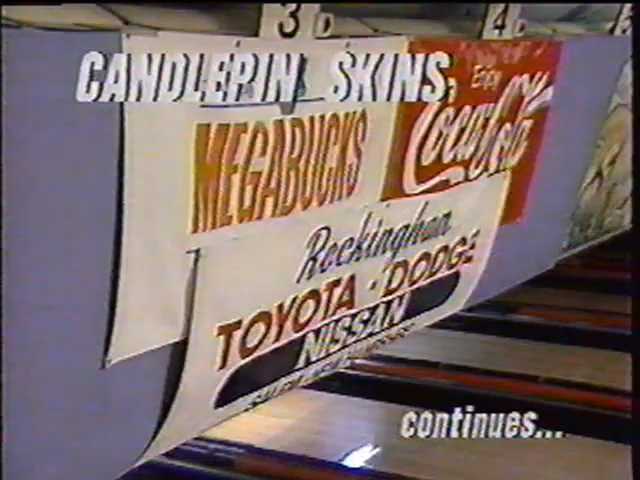 3
4
CANDLEPIN SKINS
Enjoy
Coca-Cola
MEGABUCKS
Rockingham
TOYOTA - DODGE
NISSAN
continues...